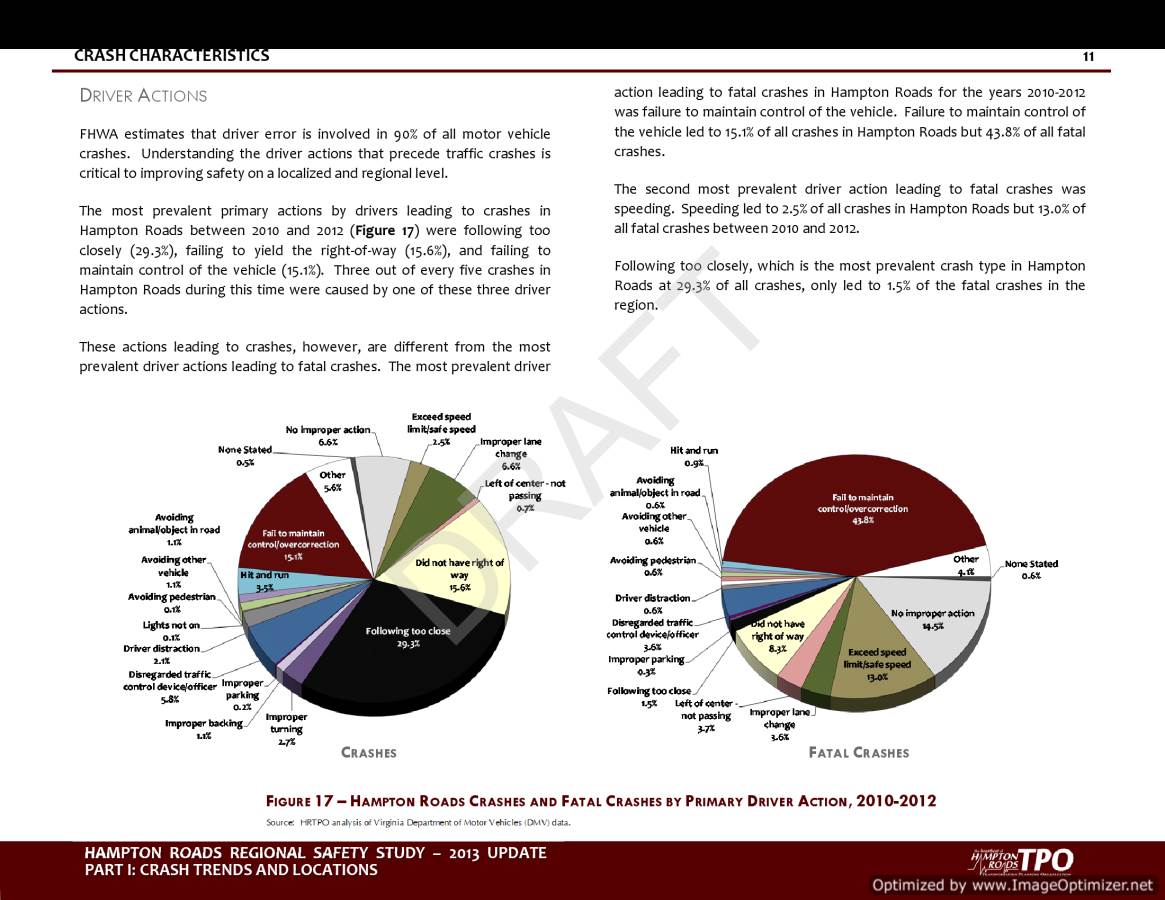 CRASH CHARACTERISTICS
11
DRIVER ACTIONS
FHWA estimates that driver error is involved in 90% of all motor vehicle
crashes. Understanding the driver actions that precede traffic crashes is
critical to improving safety on a localized and regional level.
The most prevalent primary actions by drivers leading to crashes in
Hampton Roads between 2010 and 2012 (Figure 17) were following too
closely (29.3%), failing to yield the right-of-way (15.6%), and failing to
maintain control of the vehicle (15.1%). Three out of every five crashes in
Hampton Roads during this time were caused by one of these three driver
actions.
These actions leading to crashes, however, are different from the most
prevalent driver actions leading to fatal crashes. The most prevalent driver
action leading to fatal crashes in Hampton Roads for the years 2010-2012
was failure to maintain control of the vehicle. Failure to maintain control of
the vehicle led to 15.1% of all crashes in Hampton Roads but 43.8% of all fatal
crashes.
The second most prevalent driver action leading to fatal crashes was
speeding. Speeding led to 2.5% of all crashes in Hampton Roads but 13.0% of
all fatal crashes between 2010 and 2012.
Following too closely, which is the most prevalent crash type in Hampton
Roads at 29.3% of all crashes, only led to 1.5% of the fatal crashes in the
region.
DRAFT
No improper action
6.6%
Exceed speed
limit/safe speed
2.5%
Improper lane
change
6.6%
Left of center - not
passing
0.7%
Did not have right of
way
15.6%
Following too close
29.3%
Improper
turning
2.7%
Improper backing
1.1%
Improper
parking
0.2%
Disregarded traffic
control device/officer
5.8%
Driver distraction
2.1%
Lights not on
0.1%
Avoiding pedestrian
0.1%
Avoiding other
vehicle
1.1%
Avoiding
animal/object in road
1.1%
Hit and run
3.5%
Fail to maintain
control/overcorrection
15.1%
Other
5.6%
None Stated
0.5%
CRASHES
Hit and run
0.9%
Avoiding
animal/object in road
0.6%
Avoiding other
vehicle
0.6%
Avoiding pedestrian
0.6%
Driver distraction
0.6%
Disregarded traffic
control device/officer
3.6%
Improper parking
0.3%
Following too close
1.5%
Did not have
right of way
8.3%
Left of center -
not passing
3.7%
Improper lane
change
3.6%
Exceed speed
limit/safe speed
13.0%
No improper action
14.5%
None Stated
0.6%
Other
4.1%
Fail to maintain
control/overcorrection
43.8%
FATAL CRASHES
FIGURE 17 – HAMPTON ROADS CRASHES AND FATAL CRASHES BY PRIMARY DRIVER ACTION, 2010-2012
Source: HRTPO analysis of Virginia Department of Motor Vehicles (DMV) data.
HAMPTON ROADS REGIONAL SAFETY STUDY – 2013 UPDATE
PART I: CRASH TRENDS AND LOCATIONS
HAMPTON
ROADS TPO
TRANSPORTATION PLANNING ORGANIZATION
Optimized by www.ImageOptimizer.net